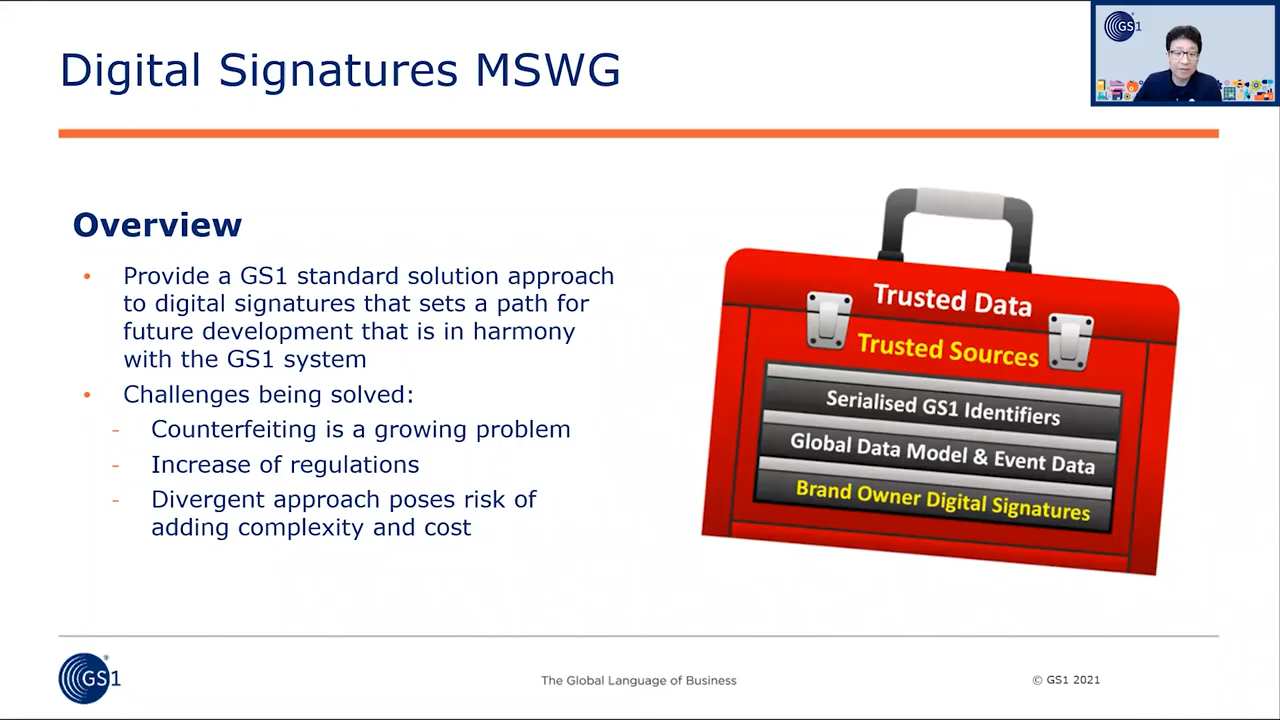 Digital Signatures MSWG
GS1
Overview
Provide a GS1 standard solution approach
to digital signatures that sets a path for
future development that is in harmony
with the GS1 system
Challenges being solved:
- Counterfeiting is a growing problem
- Increase of regulations
- Divergent approach poses risk of
adding complexity and cost
Trusted Data
Trusted Sources
Serialised GS1 Identifiers
Global Data Model & Event Data
Brand Owner Digital Signatures
GS1
®
The Global Language of Business
© GS1 2021